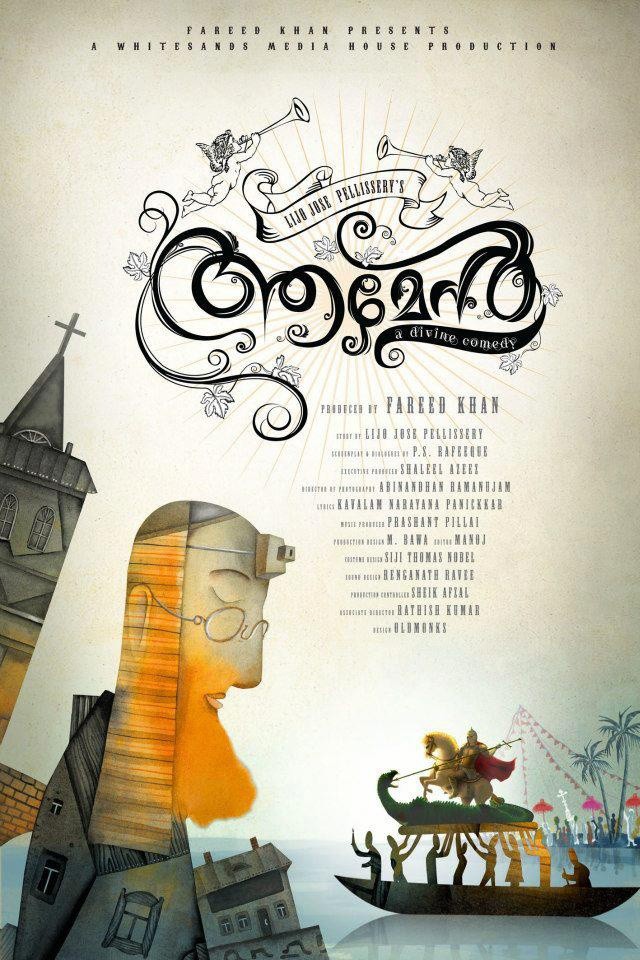 FAREED KHAN PRESENTS
A WHITESANDS MEDIA HOUSE PRODUCTION
LIJO JOSE PELLISSERY'S
ആമേൻ
a divine comedy
PRODUCED BY FAREED KHAN
STORY BY LIJO JOSE PELLISSERY
SCREENPLAY & DIALOGUES BY P.S. RAFEEQUE
EXECUTIVE PRODUCER SHALEEL AZEES
DIRECTOR OF PHOTOGRAPHY ABINANDHAN RAMANUJAM
LYRICS KAVALAM NARAYANA PANICKKAR
MUSIC PRODUCER PRASHANT PILLAI
PRODUCTION DESIGN M. BAWA EDITOR MANOJ
COSTUME DESIGN SIJI THOMAS NOBEL
SOUND DESIGN RENGANATH RAVEE
PRODUCTION CONTROLLER SHEIK AFZAL
ASSOCIATE DIRECTOR RATHISH KUMAR
DESIGN OLDMONKS